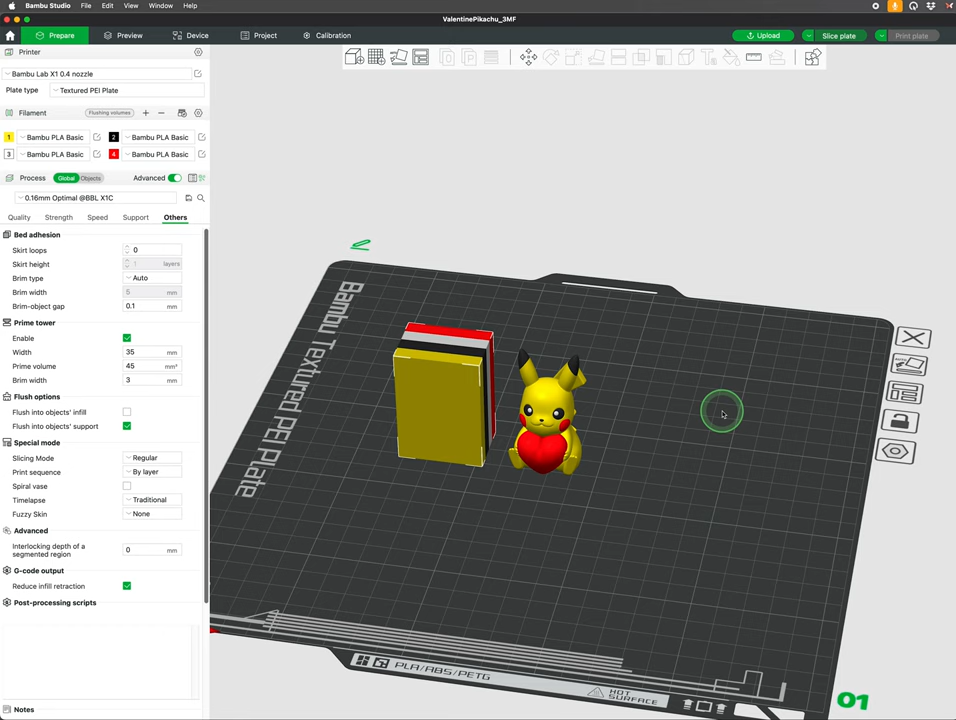 Bambu Studio File Edit View Window Help
ValentinePikachu_3MF
Prepare Preview Device Project Calibration Upload Slice plate Print plate
Printer
Bambu Lab X1 0.4 nozzle
Plate type Textured PEI Plate
Filament Flushing volumes
1 Bambu PLA Basic 2 Bambu PLA Basic
3 Bambu PLA Basic 4 Bambu PLA Basic
Process Global Objects Advanced
0.16mm Optimal @BBL X1C
Quality Strength Speed Support Others
Bed adhesion
Skirt loops 0
Skirt height 1 layers
Brim type Auto
Brim width 5 mm
Brim-object gap 0.1 mm
Prime tower
Enable
Width 35 mm
Prime volume 45 mm³
Brim width 3 mm
Flush options
Flush into objects' infill
Flush into objects' support
Special mode
Slicing Mode Regular
Print sequence By layer
Spiral vase
Timelapse Traditional
Fuzzy Skin None
Advanced
Interlocking depth of a
segmented region 0 mm
G-code output
Reduce infill retraction
Post-processing scripts
Notes
Bambu Textured PEI Plate
AUTO
PLA/ABS/PETG
HOT
SURFACE
01